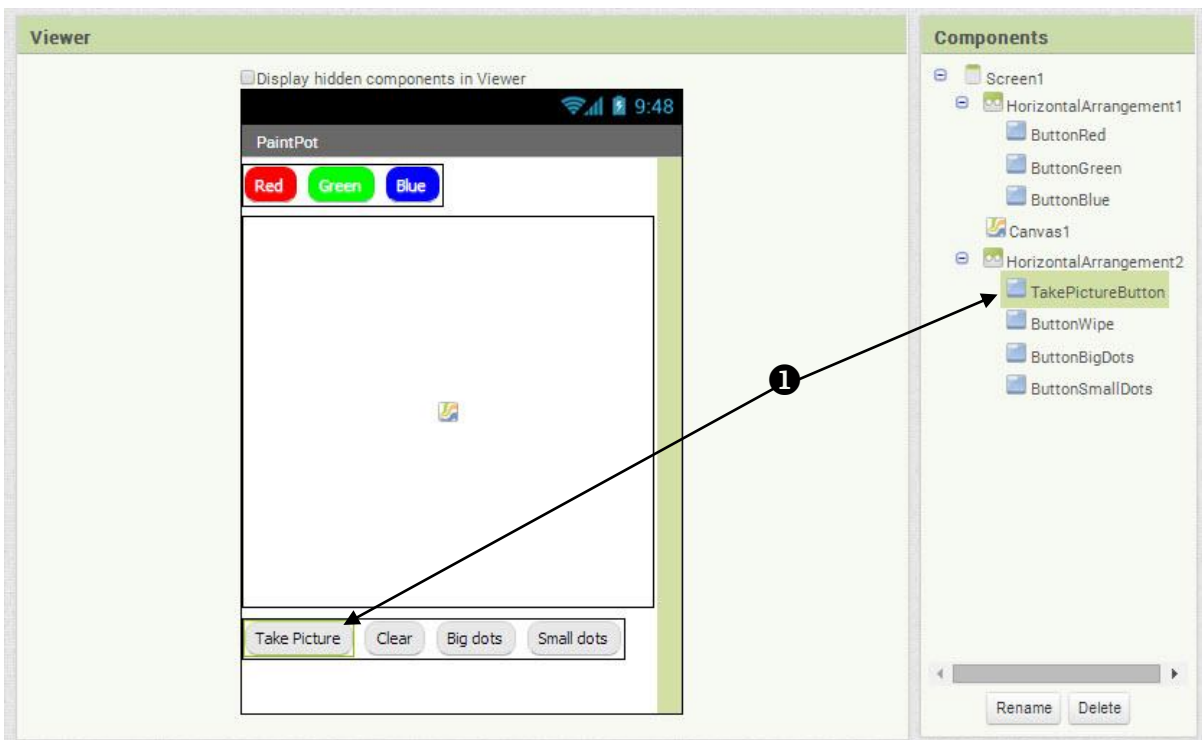 Viewer
Display hidden components in Viewer
9:48
PaintPot
Red Green Blue
Take Picture Clear Big dots Small dots
❶
Components
Screen1
HorizontalArrangement1
ButtonRed
ButtonGreen
ButtonBlue
Canvas1
HorizontalArrangement2
TakePictureButton
ButtonWipe
ButtonBigDots
ButtonSmallDots
Rename Delete